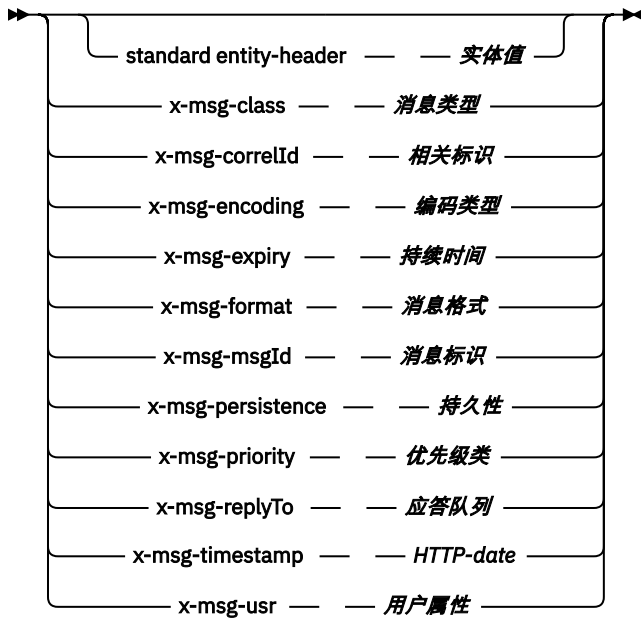 standard entity-header 实体值
x-msg-class 消息类型
x-msg-correlId 相关标识
x-msg-encoding 编码类型
x-msg-expiry 持续时间
x-msg-format 消息格式
x-msg-msgId 消息标识
x-msg-persistence 持久性
x-msg-priority 优先级类
x-msg-replyTo 应答队列
x-msg-timestamp HTTP-date
x-msg-usr 用户属性